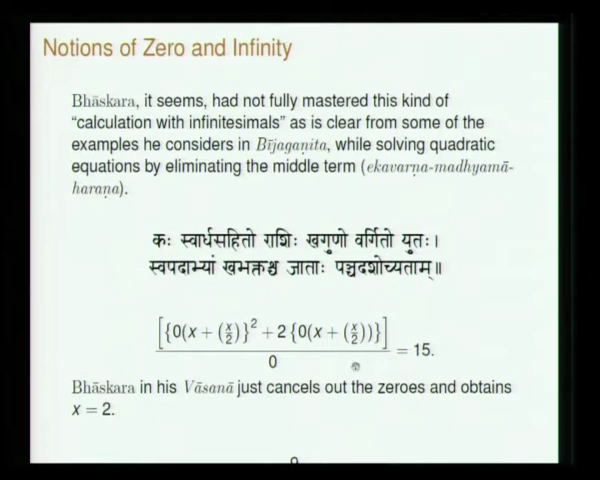 Notions of Zero and Infinity
Bhāskara, it seems, had not fully mastered this kind of
“calculation with infinitesimals” as is clear from some of the
examples he considers in Bījagaṇita, while solving quadratic
equations by eliminating the middle term (ekavarṇa-madhyamā-
haraṇa).
कः स्वार्धसहितो राशिः खगुणो वर्गितो युतः।
स्वपदाभ्यां खभक्तश्च जाताः पञ्चदशोच्यताम्॥
[{0(x + (x/2)}² + 2 {0(x + (x/2))}]
0
= 15.
Bhāskara in his Vāsanā just cancels out the zeroes and obtains
x = 2.